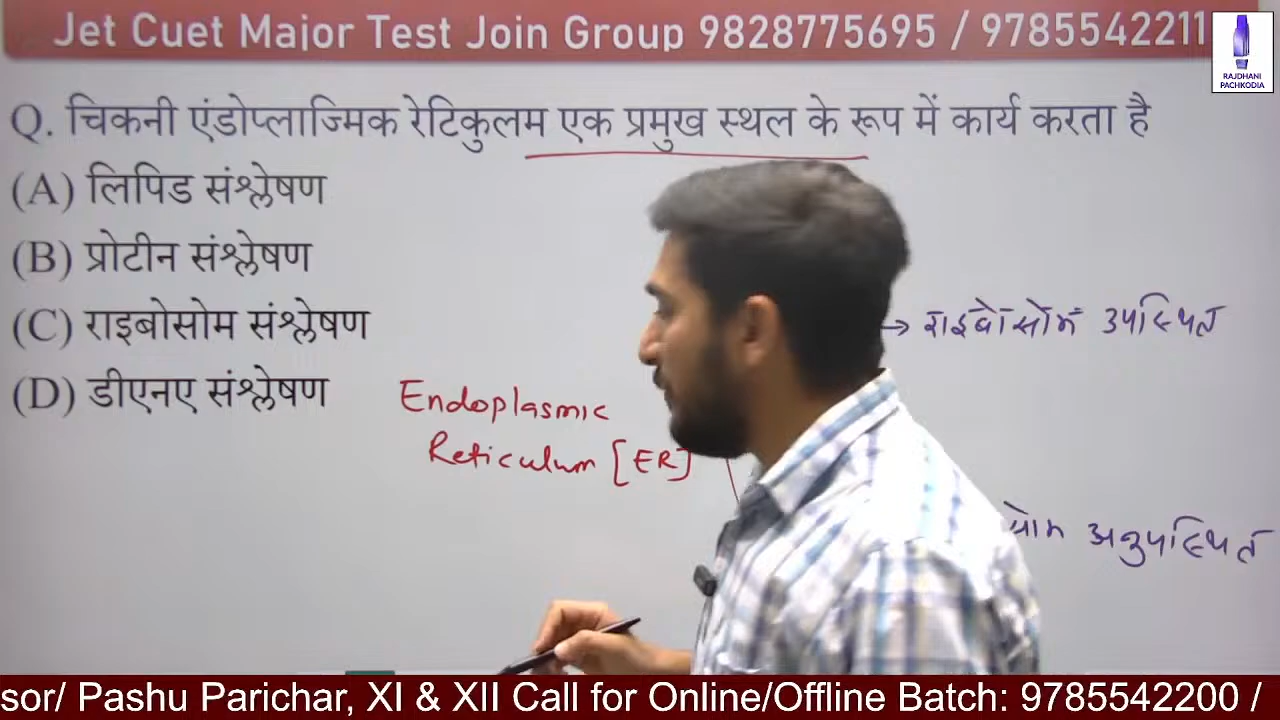 Jet Cuet Major Test Join Group 9828775695 / 9785542211
RAJDHANI
PACHKODIA
Q. चिकनी एंडोप्लाज्मिक रेटिकुलम एक प्रमुख स्थल के रूप में कार्य करता है
(A) लिपिड संश्लेषण
(B) प्रोटीन संश्लेषण
(C) राइबोसोम संश्लेषण
(D) डीएनए संश्लेषण
→ राइबोसोम उपस्थित
Endoplasmic
Reticulum [ER]
अनुपस्थित
sor/ Pashu Parichar, XI & XII Call for Online/Offline Batch: 9785542200 /